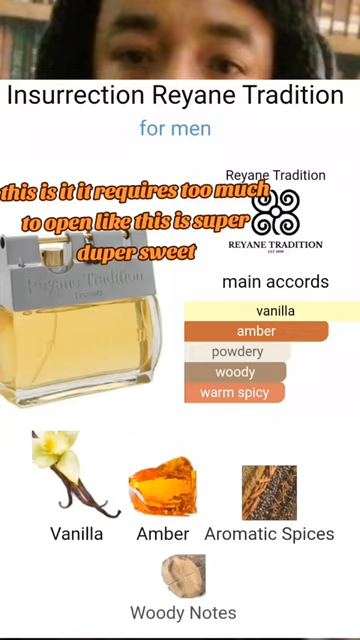 Insurrection Reyane Tradition
for men
Reyane Tradition
this is it it requires too much
to open like this is super
duper sweet
REYANE TRADITION
Reyane Tradition
main accords
vanilla
amber
powdery
woody
warm spicy
Vanilla
Amber
Aromatic Spices
Woody Notes